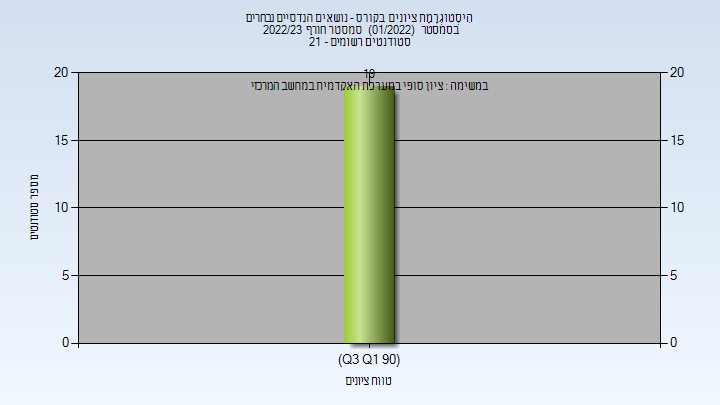 היסטוגרמת ציונים בקורס - נושאים הנדסיים נבחרים
בסמסטר (01/2022) סמסטר חורף 2022/23
סטודנטים רשומים - 21
19
במשימה : ציון סופי במערכת האקדמית במחשב המרכזי
20 20
15 15
10 10
5 5
0 0
מספר סטודנטים
(Q3 Q1 90)
טווח ציונים